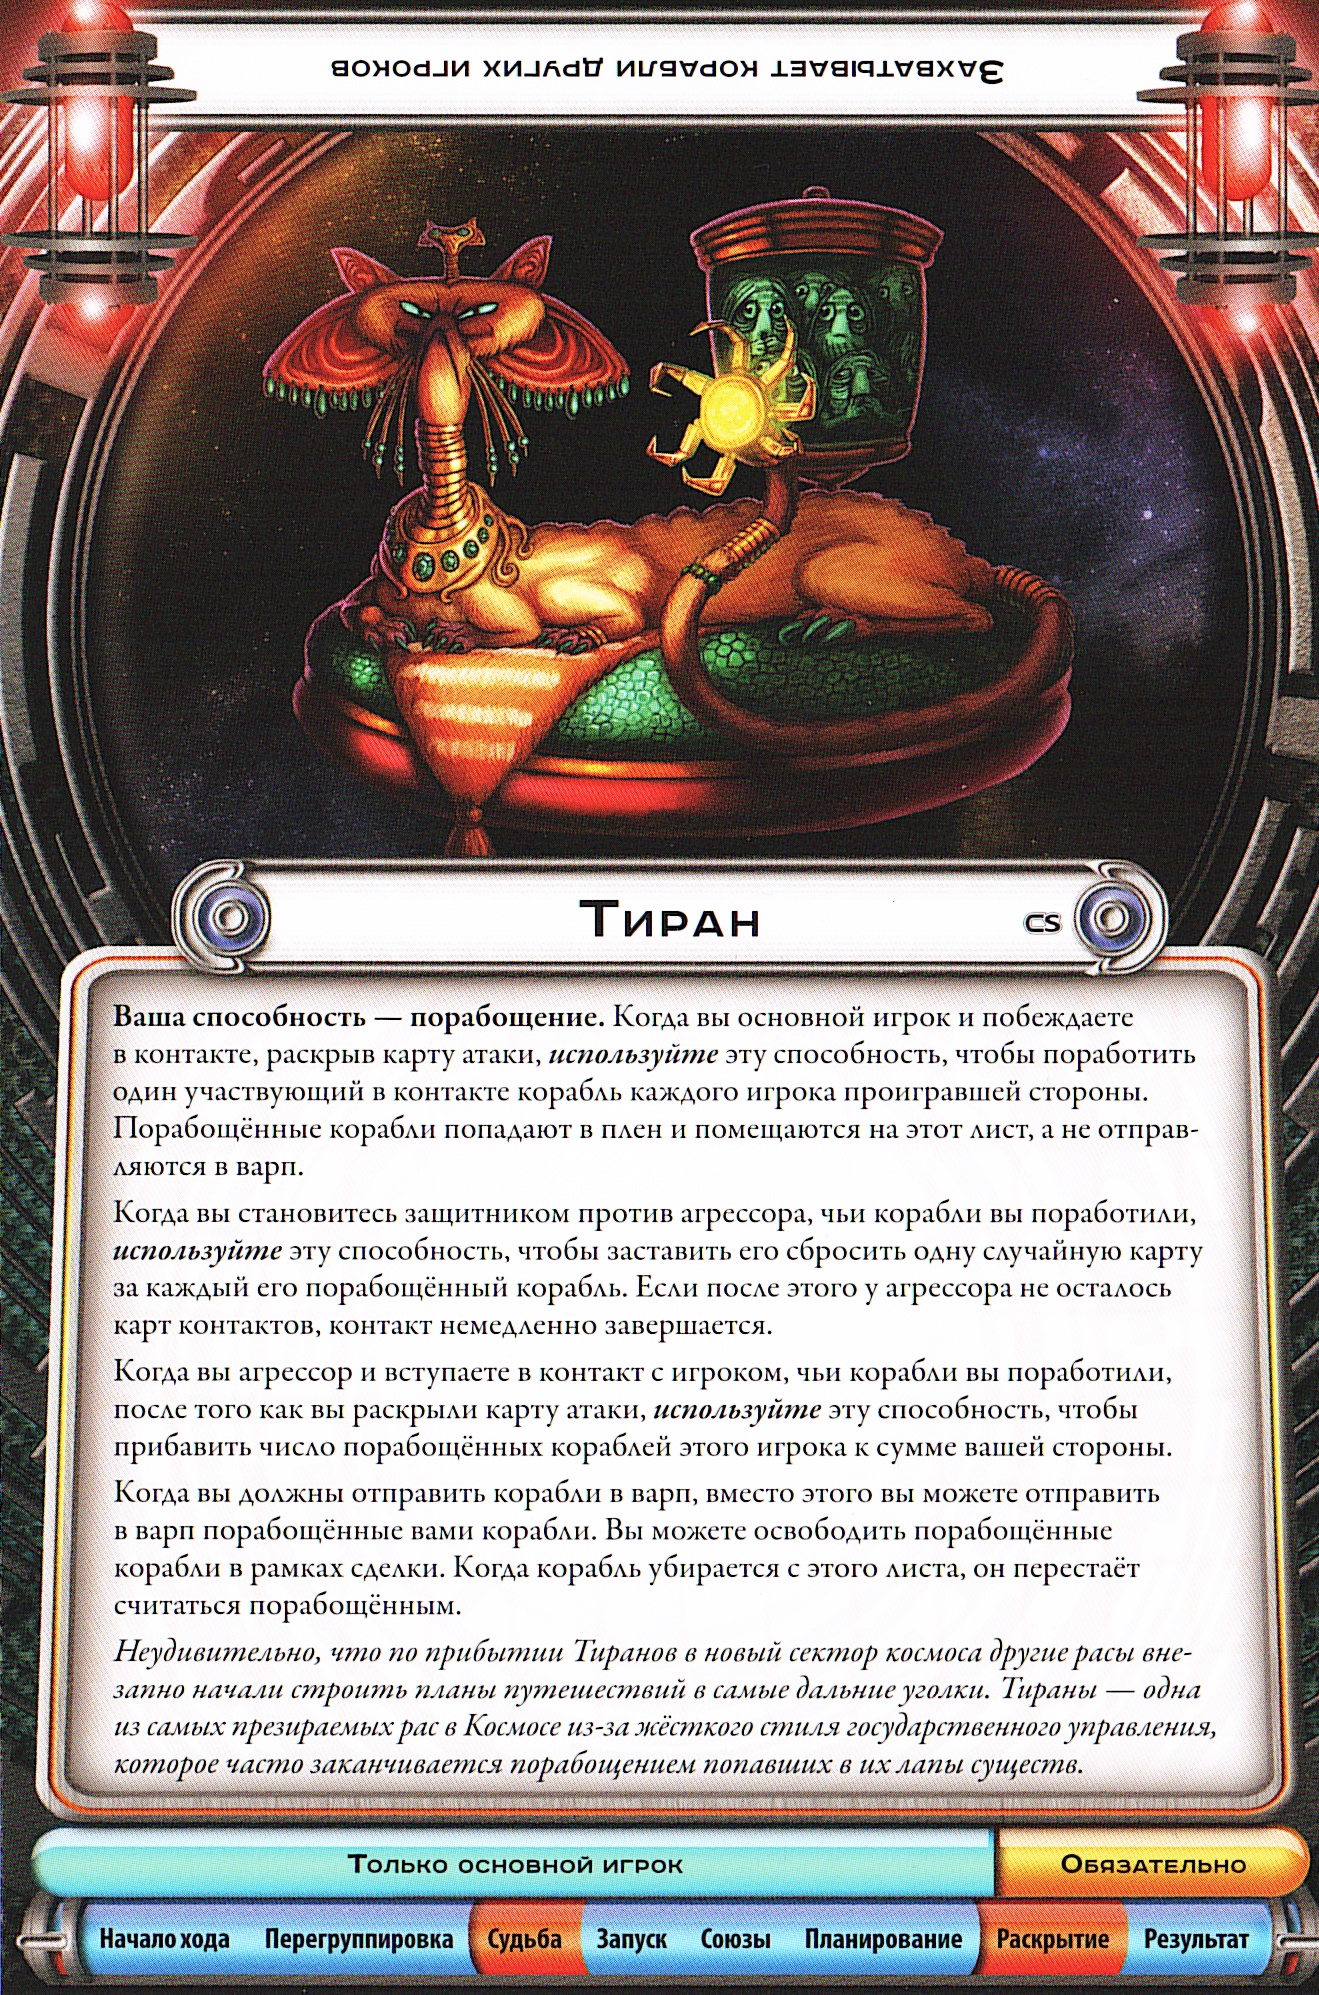 Захватывает корабли других игроков
Тиран
CS
Ваша способность — порабощение. Когда вы основной игрок и побеждаете
в контакте, раскрыв карту атаки, используйте эту способность, чтобы поработить
один участвующий в контакте корабль каждого игрока проигравшей стороны.
Порабощённые корабли попадают в плен и помещаются на этот лист, а не отправ-
ляются в варп.
Когда вы становитесь защитником против агрессора, чьи корабли вы поработили,
используйте эту способность, чтобы заставить его сбросить одну случайную карту
за каждый его порабощённый корабль. Если после этого у агрессора не осталось
карт контактов, контакт немедленно завершается.
Когда вы агрессор и вступаете в контакт с игроком, чьи корабли вы поработили,
после того как вы раскрыли карту атаки, используйте эту способность, чтобы
прибавить число порабощённых кораблей этого игрока к сумме вашей стороны.
Когда вы должны отправить корабли в варп, вместо этого вы можете отправить
в варп порабощённые вами корабли. Вы можете освободить порабощённые
корабли в рамках сделки. Когда корабль убирается с этого листа, он перестаёт
считаться порабощённым.
Неудивительно, что по прибытии Тиранов в новый сектор космоса другие расы вне-
запно начали строить планы путешествий в самые дальние уголки. Тираны — одна
из самых презираемых рас в Космосе из-за жёсткого стиля государственного управления,
которое часто заканчивается порабощением попавших в их лапы существ.
Только основной игрок
Обязательно
Начало хода Перегруппировка Судьба Запуск Союзы Планирование Раскрытие Результат